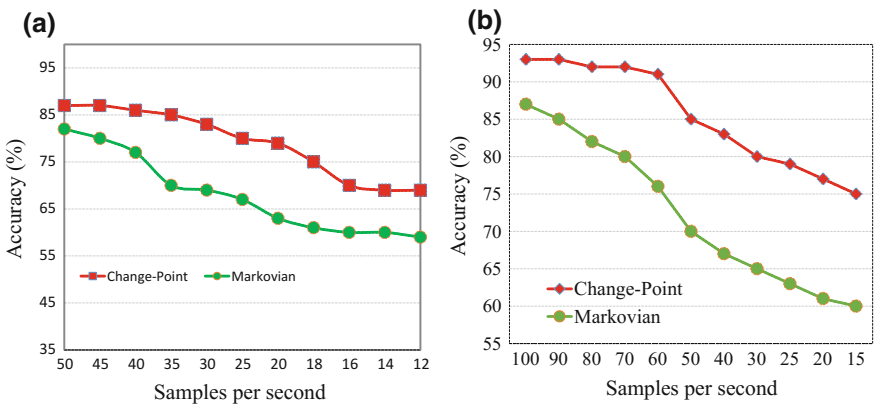 (a)
95
85
75
65
55
45
35
Accuracy (%)
Change-Point
Markovian
50 45 40 35 30 25 20 18 16 14 12
Samples per second
(b)
95
90
85
80
75
70
65
60
55
Accuracy (%)
Change-Point
Markovian
100 90 80 70 60 50 40 30 25 20 15
Samples per second